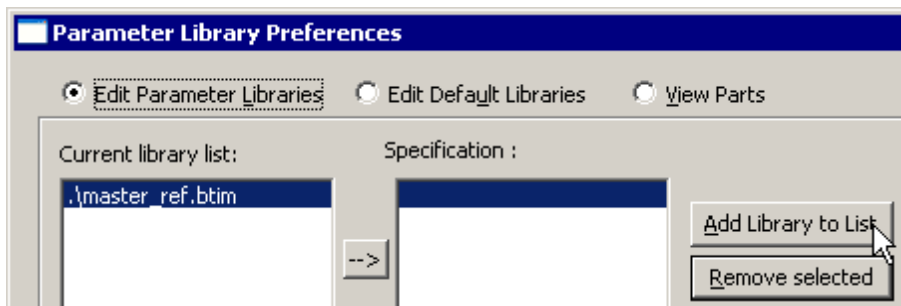 Parameter Library Preferences
Edit Parameter Libraries Edit Default Libraries View Parts
Current library list: Specification :
.\master_ref.btim
Add Library to List
-->
Remove selected